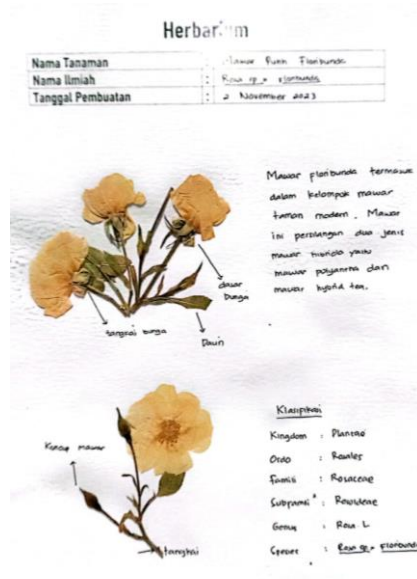 Herbarium
Nama Tanaman : Mawar Putih Floribunda
Nama Ilmiah : Rosa sp × floribunda
Tanggal Pembuatan : 2 November 2023
Mawar floribunda termasuk
dalam kelompok mawar
taman modern. Mawar
ini persilangan dua jenis
mawar hibrida yaitu
mawar polyantha dan
mawar hybrid tea.
dasar
bunga
tangkai bunga
Daun
Klasifikasi
Kuncup mawar
Kingdom : Plantae
Ordo : Rosales
Famili : Rosaceae
Subfamili : Rosoideae
Genus : Rosa L
Spesies : Rosa sp × floribunda
tangkai